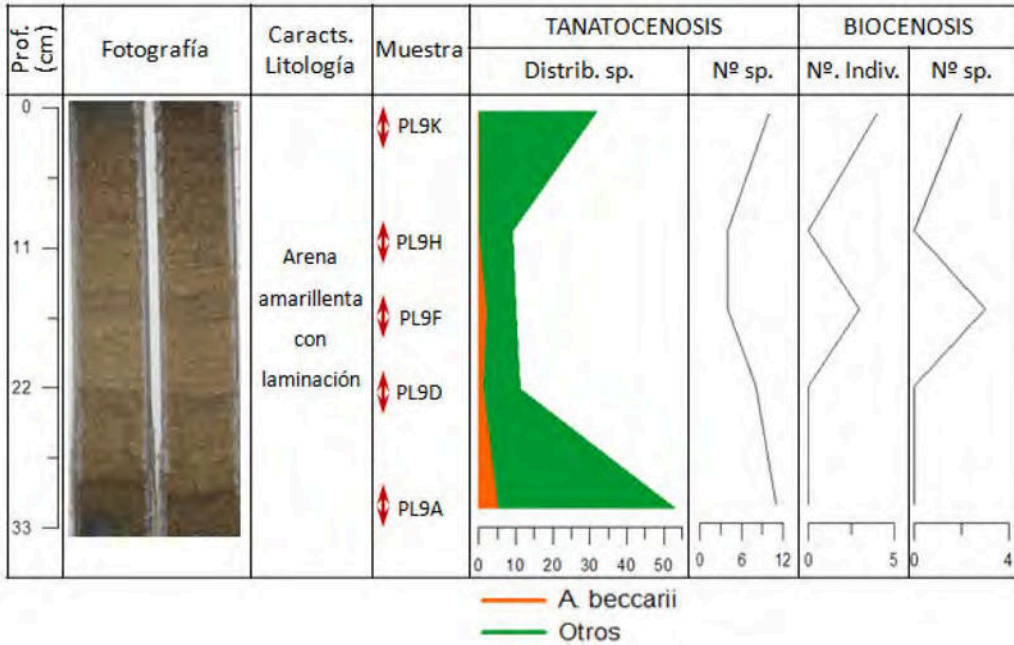 Prof. (cm)
Fotografía
Caracts.
Litología
Muestra
TANATOCENOSIS
Distrib. sp.
Nº sp.
BIOCENOSIS
Nº. Indiv.
Nº sp.
0
11
22
33
Arena
amarillenta
con
laminación
PL9K
PL9H
PL9F
PL9D
PL9A
0 10 20 30 40 50
0 6 12
0 5
0 4
A. beccarii
Otros